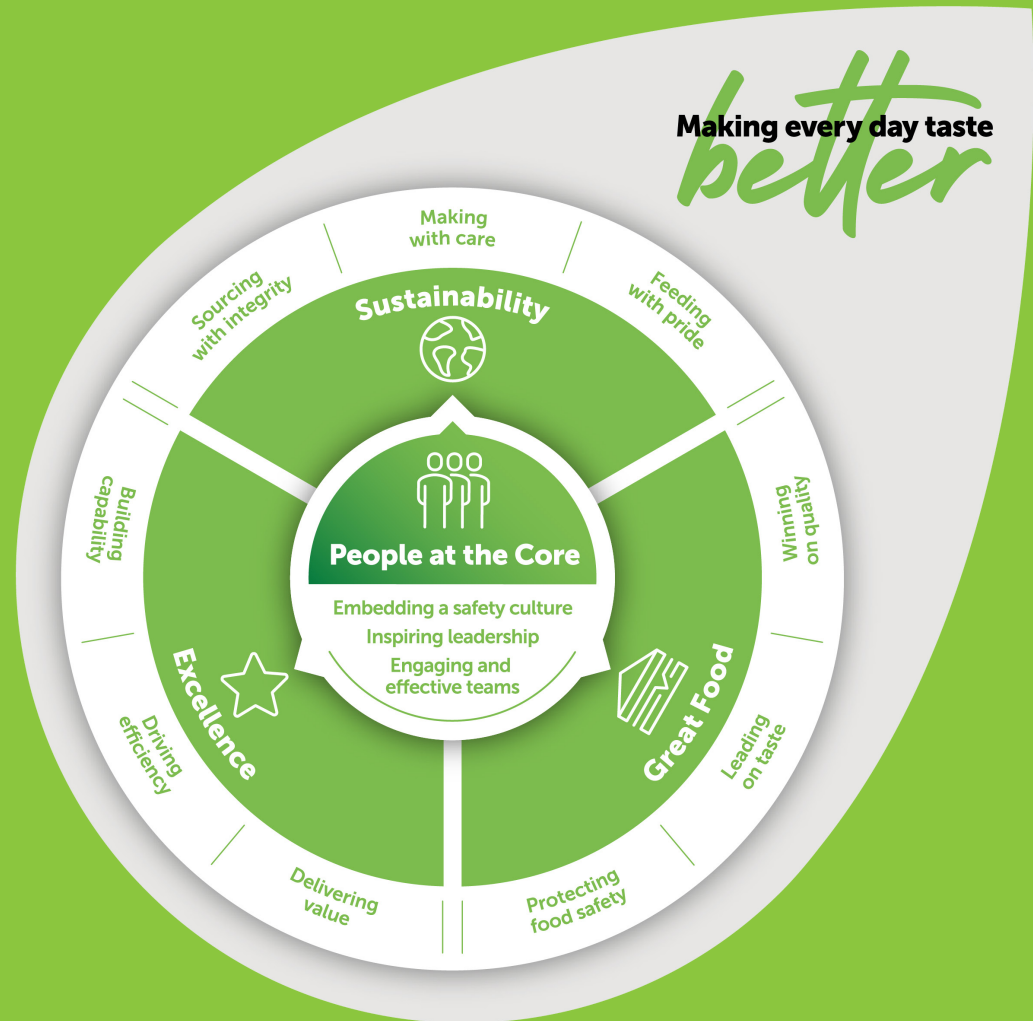 Making every day taste
better
Making
with care
Sourcing
with integrity
Feeding
with pride
Sustainability
Building
capability
Winning
on quality
People at the Core
Embedding a safety culture
Inspiring leadership
Engaging and
effective teams
Excellence
Great Food
Driving
efficiency
Leading
on taste
Delivering
value
Protecting
food safety